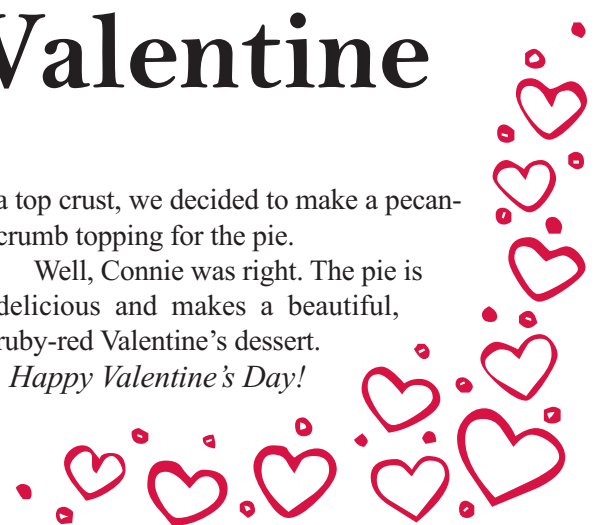 Valentine
a top crust, we decided to make a pecan-
crumb topping for the pie.
Well, Connie was right. The pie is
delicious and makes a beautiful,
ruby-red Valentine’s dessert.
Happy Valentine’s Day!